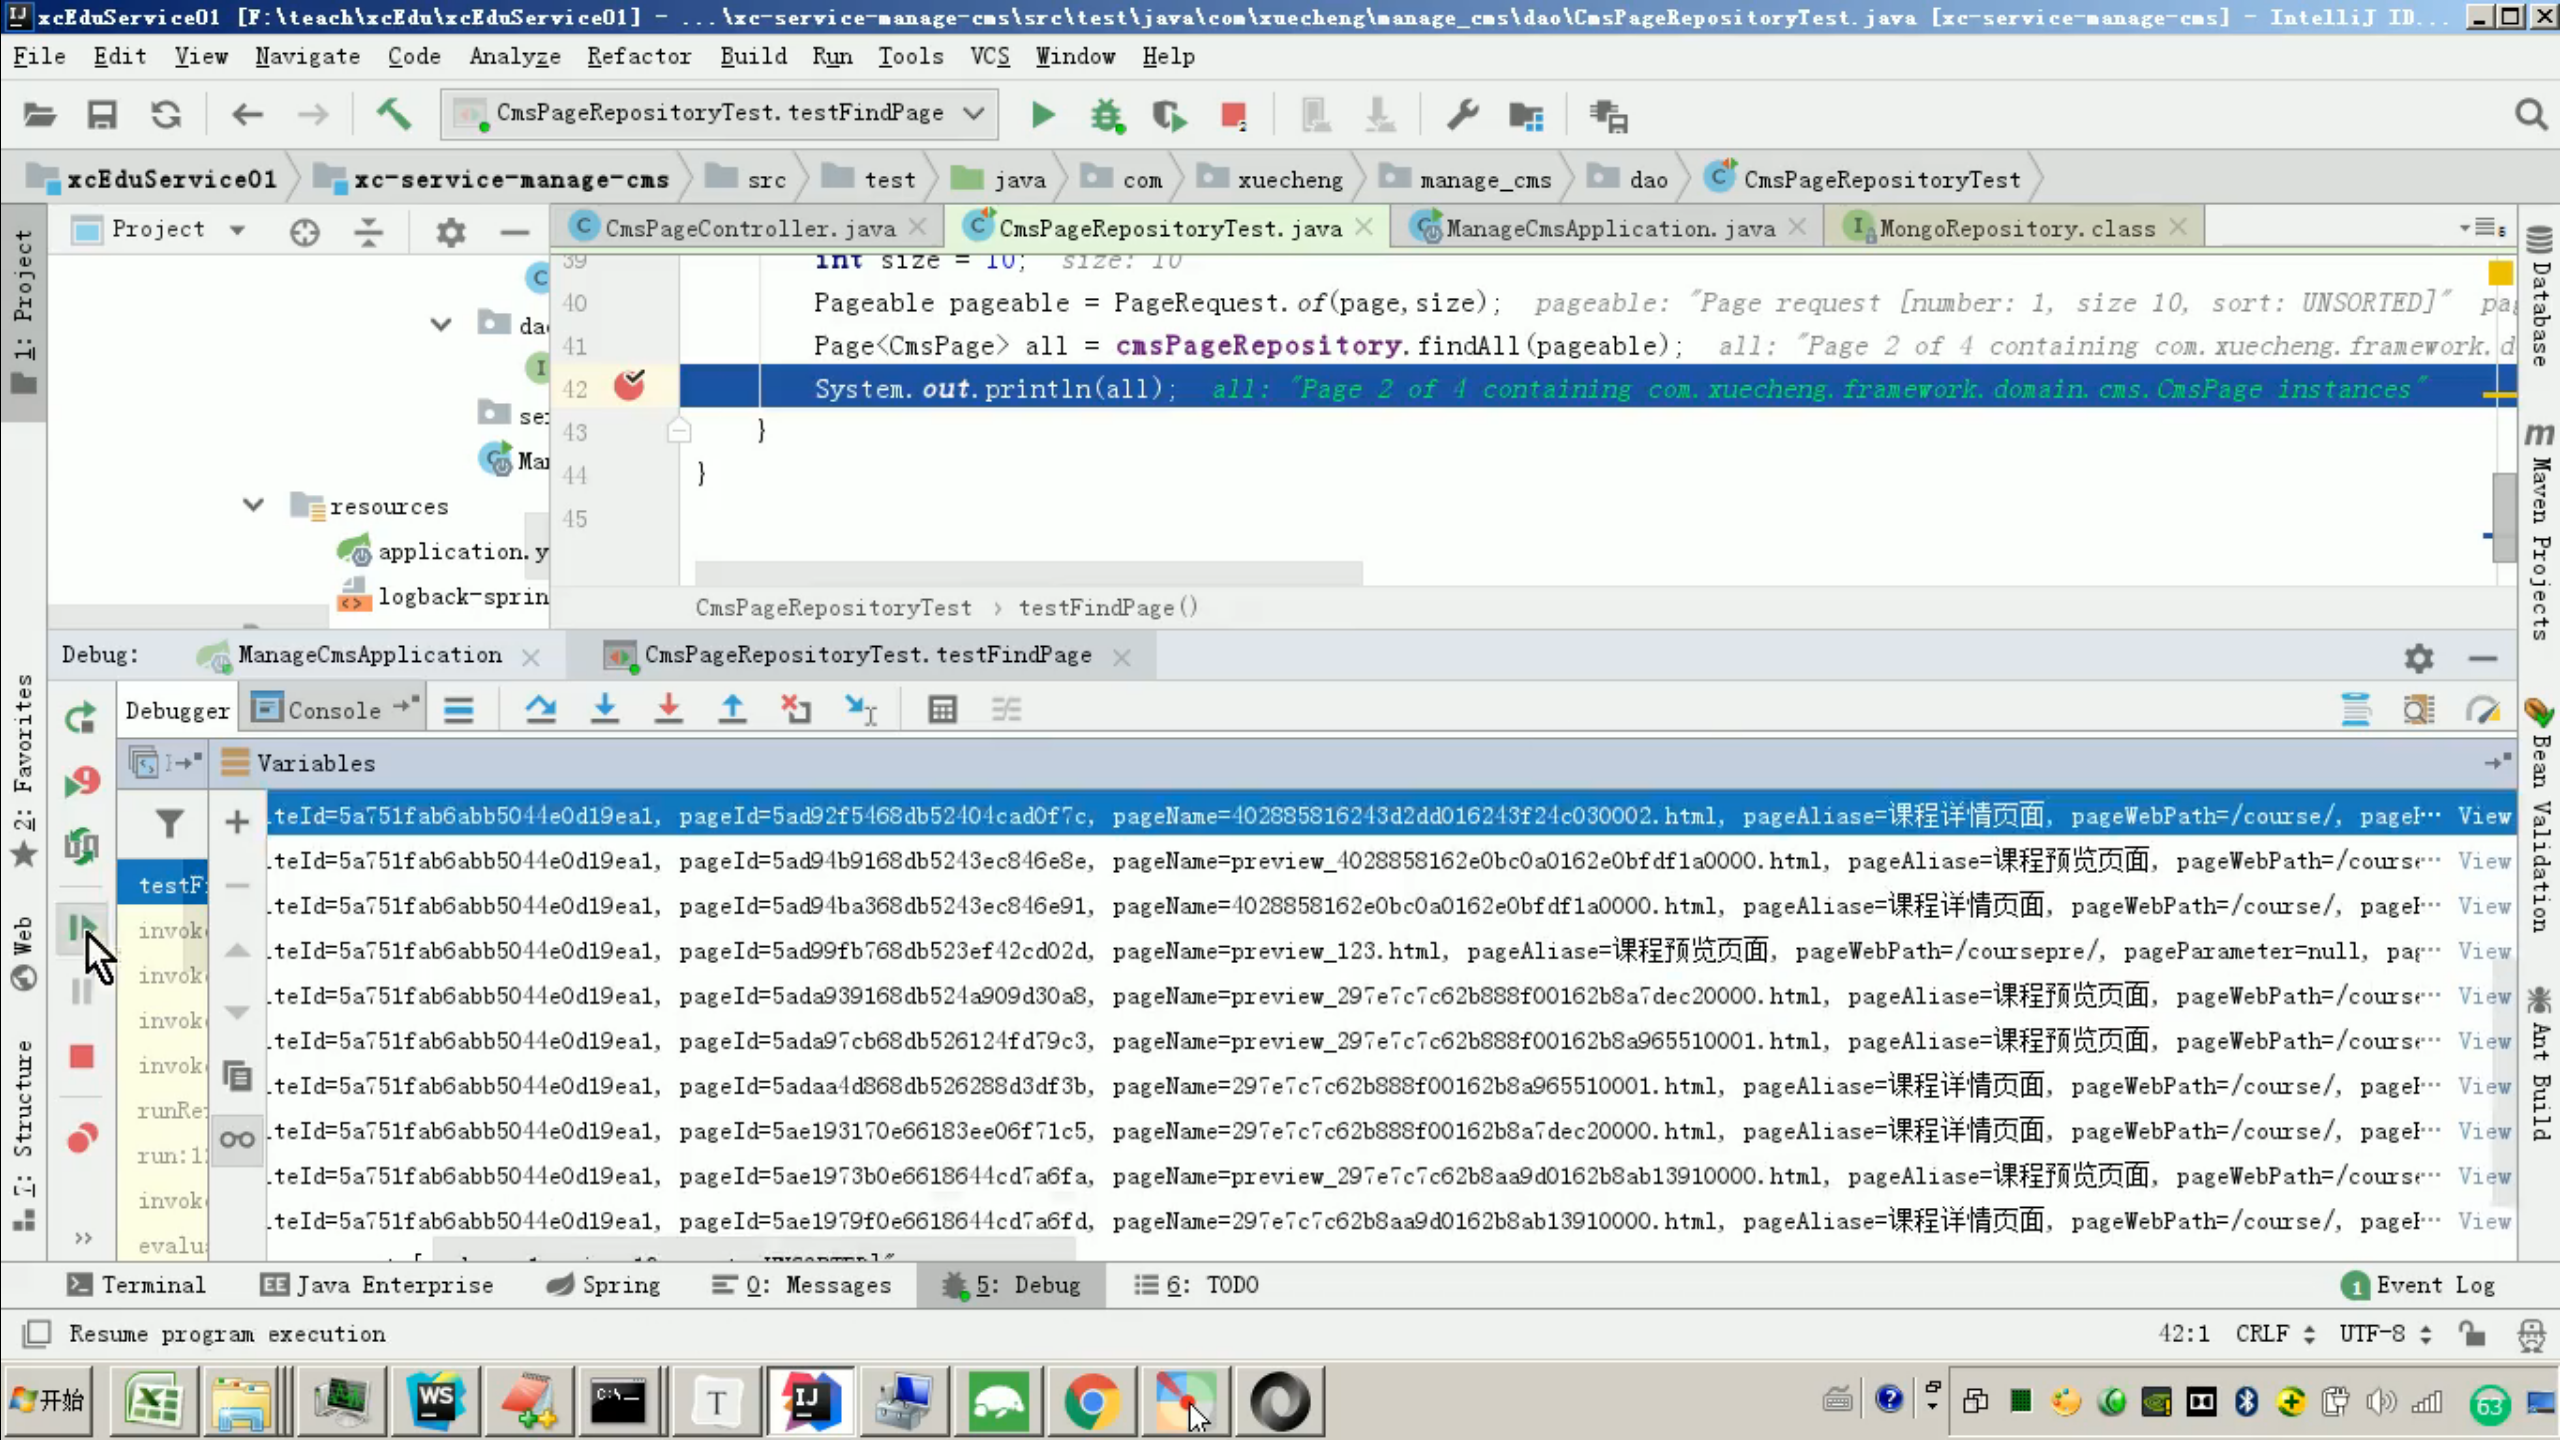 xcEduService01 [F:\teach\xcEdu\xcEduService01] - ...\xc-service-manage-cms\src\test\java\com\xuecheng\manage_cms\dao\CmsPageRepositoryTest.java [xc-service-manage-cms] - IntelliJ ID...
File Edit View Navigate Code Analyze Refactor Build Run Tools VCS Window Help
CmsPageRepositoryTest.testFindPage
xcEduService01 xc-service-manage-cms src test java com xuecheng manage_cms dao CmsPageRepositoryTest
Project CmsPageController.java CmsPageRepositoryTest.java ManageCmsApplication.java MongoRepository.class
1: Project
2: Favorites
Web
7: Structure
resources
application.y
logback-sprin
39 int size = 10; size: 10
40 Pageable pageable = PageRequest.of(page,size); pageable: "Page request [number: 1, size 10, sort: UNSORTED]" pa
41 Page<CmsPage> all = cmsPageRepository.findAll(pageable); all: "Page 2 of 4 containing com.xuecheng.framework.d
42 System.out.println(all); all: "Page 2 of 4 containing com.xuecheng.framework.domain.cms.CmsPage instances"
43 }
44 }
45
CmsPageRepositoryTest › testFindPage()
Database
Maven Projects
Bean Validation
Ant Build
Debug: ManageCmsApplication CmsPageRepositoryTest.testFindPage
Debugger Console
Variables
testF
invok
invok
invok
invok
runRe
run:1
invok
evalu
.teId=5a751fab6abb5044e0d19ea1, pageId=5ad92f5468db52404cad0f7c, pageName=402885816243d2dd016243f24c030002.html, pageAliase=课程详情页面, pageWebPath=/course/, pageP… View
.teId=5a751fab6abb5044e0d19ea1, pageId=5ad94b9168db5243ec846e8e, pageName=preview_4028858162e0bc0a0162e0bfdf1a0000.html, pageAliase=课程预览页面, pageWebPath=/course… View
.teId=5a751fab6abb5044e0d19ea1, pageId=5ad94ba368db5243ec846e91, pageName=4028858162e0bc0a0162e0bfdf1a0000.html, pageAliase=课程详情页面, pageWebPath=/course/, pageP… View
.teId=5a751fab6abb5044e0d19ea1, pageId=5ad99fb768db523ef42cd02d, pageName=preview_123.html, pageAliase=课程预览页面, pageWebPath=/coursepre/, pageParameter=null, pag… View
.teId=5a751fab6abb5044e0d19ea1, pageId=5ada939168db524a909d30a8, pageName=preview_297e7c7c62b888f00162b8a7dec20000.html, pageAliase=课程预览页面, pageWebPath=/course… View
.teId=5a751fab6abb5044e0d19ea1, pageId=5ada97cb68db526124fd79c3, pageName=preview_297e7c7c62b888f00162b8a965510001.html, pageAliase=课程预览页面, pageWebPath=/course… View
.teId=5a751fab6abb5044e0d19ea1, pageId=5adaa4d868db526288d3df3b, pageName=297e7c7c62b888f00162b8a965510001.html, pageAliase=课程详情页面, pageWebPath=/course/, pageP… View
.teId=5a751fab6abb5044e0d19ea1, pageId=5ae193170e66183ee06f71c5, pageName=297e7c7c62b888f00162b8a7dec20000.html, pageAliase=课程详情页面, pageWebPath=/course/, pageP… View
.teId=5a751fab6abb5044e0d19ea1, pageId=5ae1973b0e6618644cd7a6fa, pageName=preview_297e7c7c62b8aa9d0162b8ab13910000.html, pageAliase=课程预览页面, pageWebPath=/course… View
.teId=5a751fab6abb5044e0d19ea1, pageId=5ae1979f0e6618644cd7a6fd, pageName=297e7c7c62b8aa9d0162b8ab13910000.html, pageAliase=课程详情页面, pageWebPath=/course/, pageP… View
Terminal Java Enterprise Spring 0: Messages 5: Debug 6: TODO 1 Event Log
Resume program execution 42:1 CRLF UTF-8
开始 63